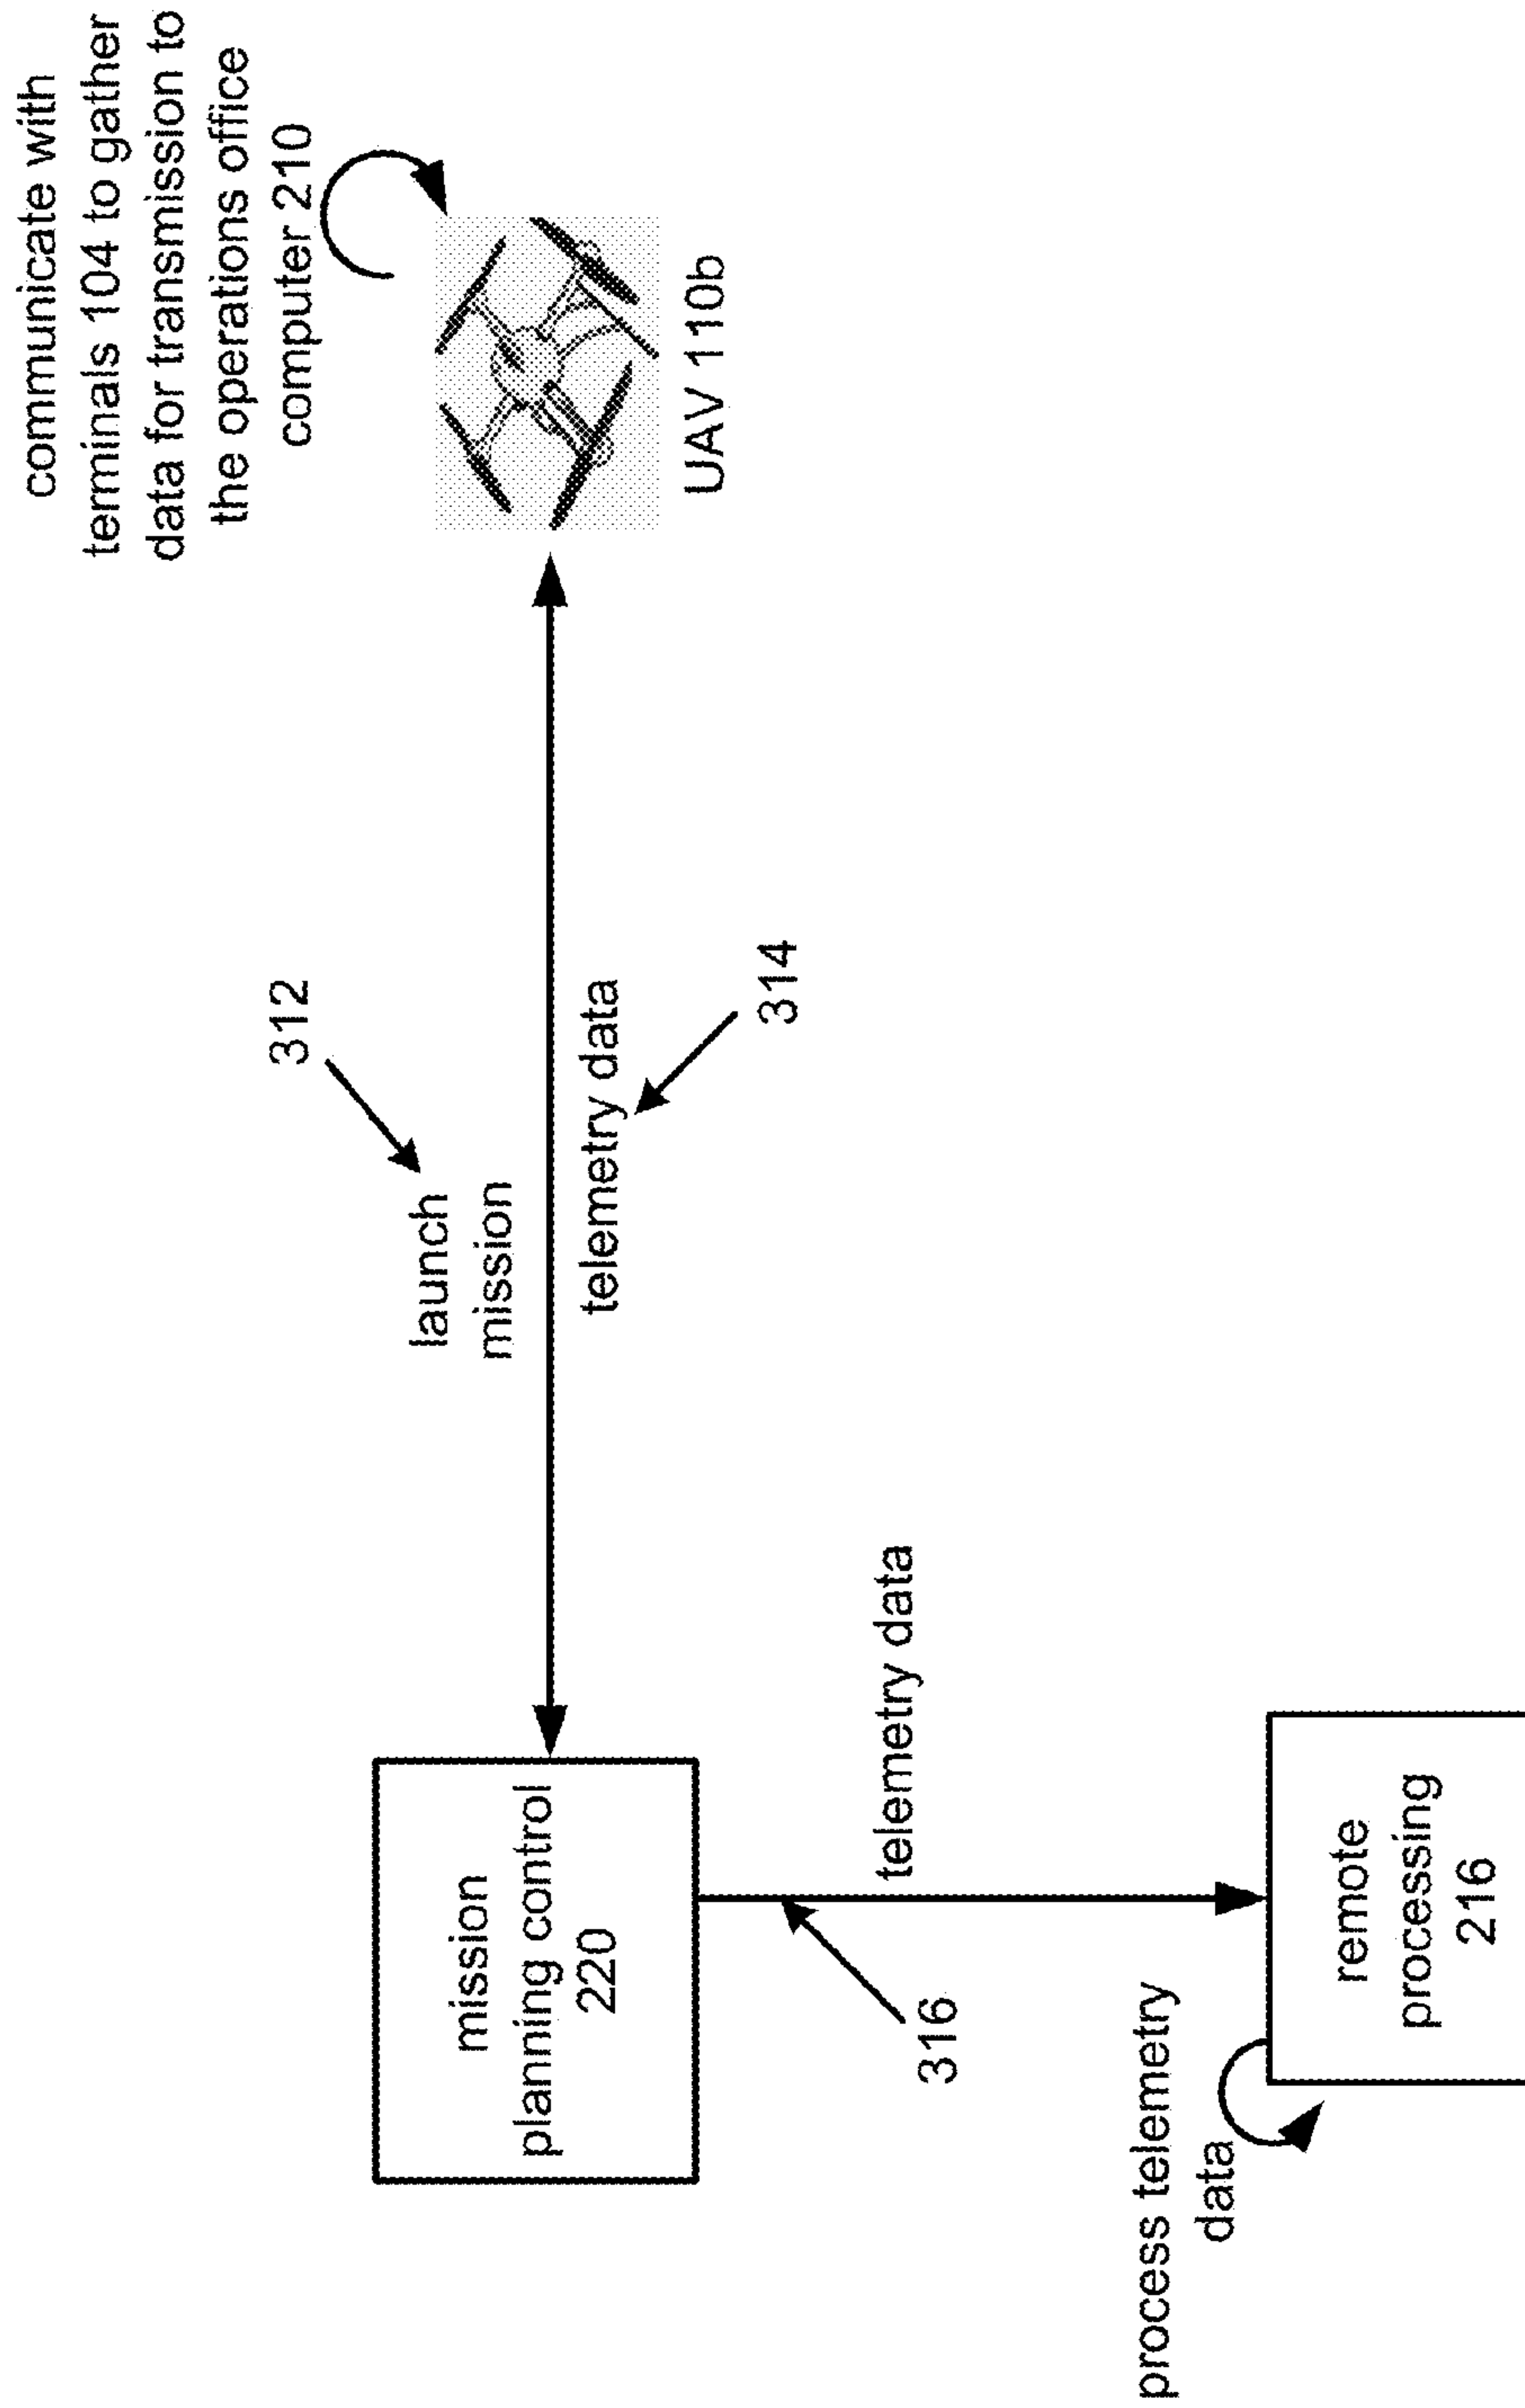 communicate with
terminals 104 to gather
data for transmission to
the operations office
computer 210
UAV 110b
312
launch
mission
telemetry data
314
mission
planning control
220
telemetry data
316
process telemetry
data
remote
processing
216